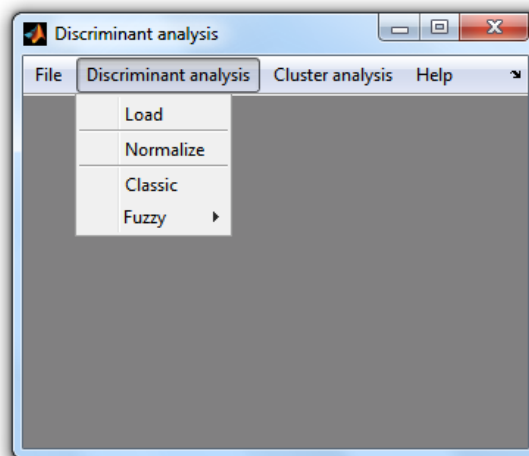 Discriminant analysis
File Discriminant analysis Cluster analysis Help
Load
Normalize
Classic
Fuzzy